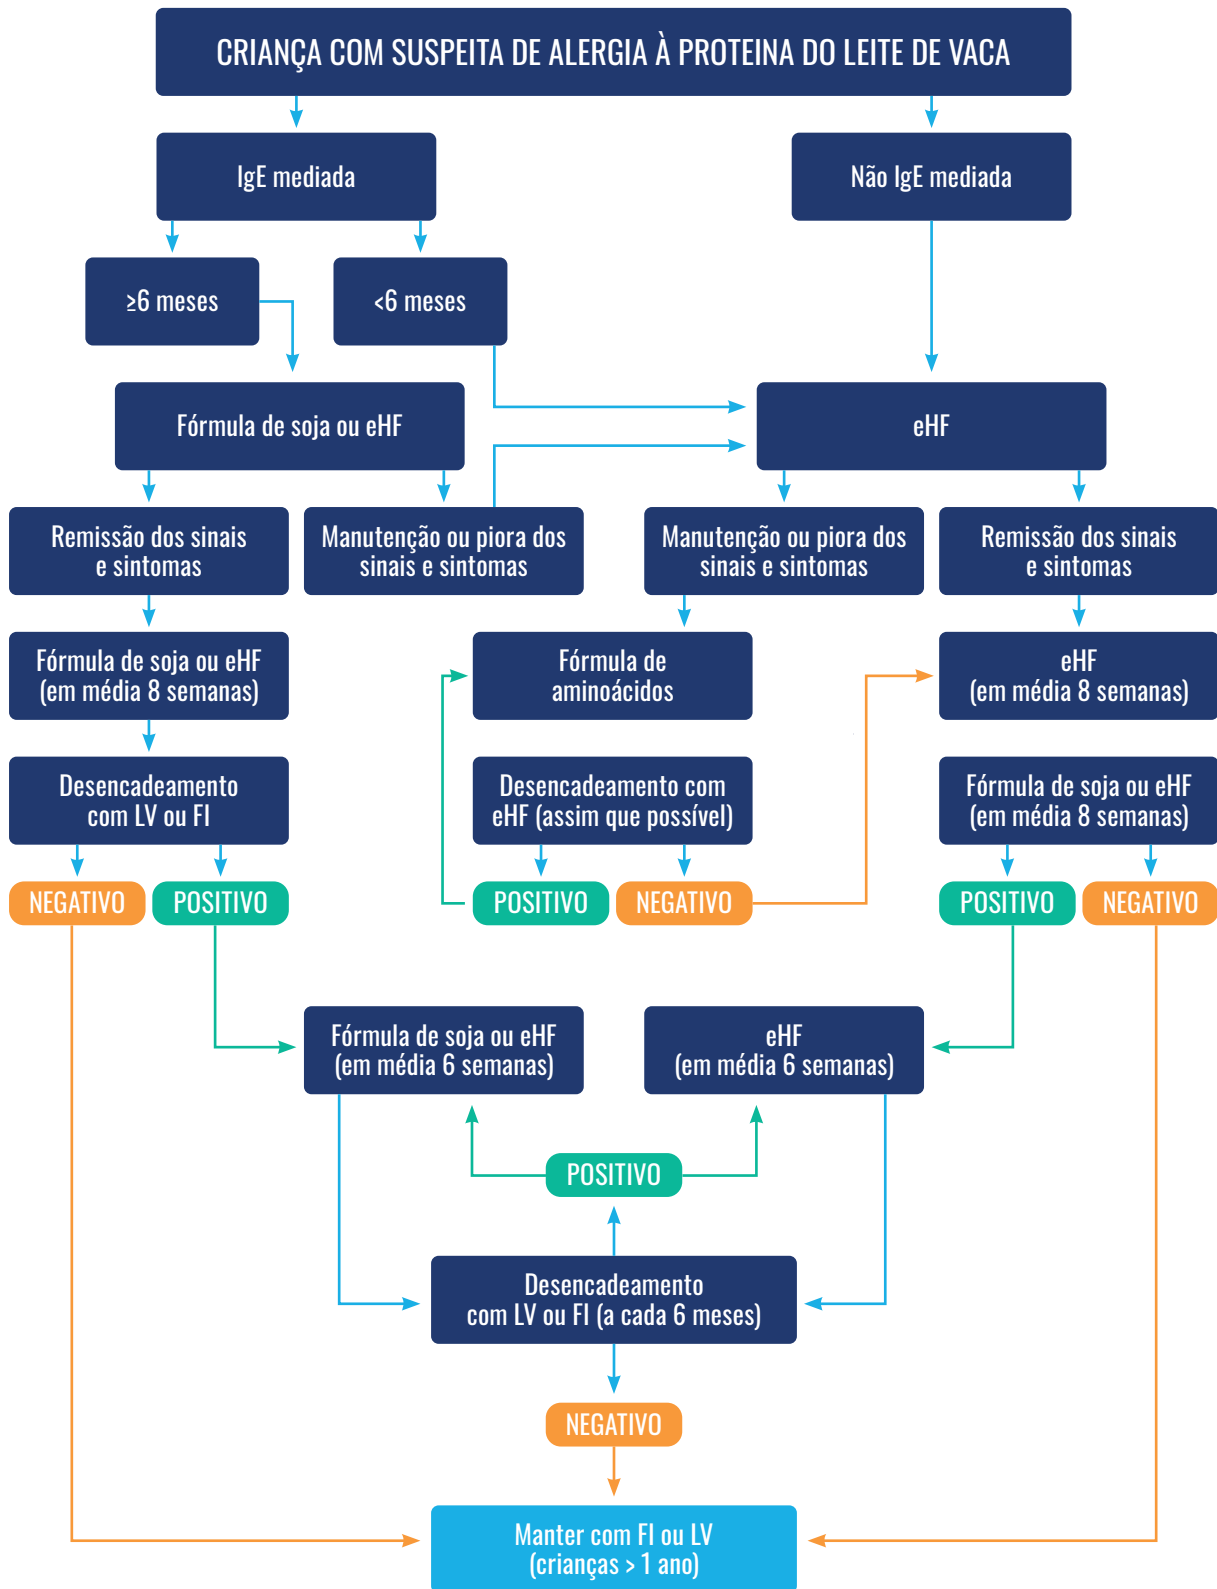 CRIANÇA COM SUSPEITA DE ALERGIA À PROTEINA DO LEITE DE VACA
IgE mediada
Não IgE mediada
≥6 meses
<6 meses
Fórmula de soja ou eHF
eHF
Remissão dos sinais
e sintomas
Manutenção ou piora dos
sinais e sintomas
Manutenção ou piora dos
sinais e sintomas
Remissão dos sinais
e sintomas
Fórmula de soja ou eHF
(em média 8 semanas)
Fórmula de
aminoácidos
eHF
(em média 8 semanas)
Desencadeamento
com LV ou FI
Desencadeamento com
eHF (assim que possível)
Fórmula de soja ou eHF
(em média 8 semanas)
NEGATIVO
POSITIVO
POSITIVO
NEGATIVO
POSITIVO
NEGATIVO
Fórmula de soja ou eHF
(em média 6 semanas)
eHF
(em média 6 semanas)
POSITIVO
Desencadeamento
com LV ou FI (a cada 6 meses)
NEGATIVO
Manter com FI ou LV
(crianças > 1 ano)